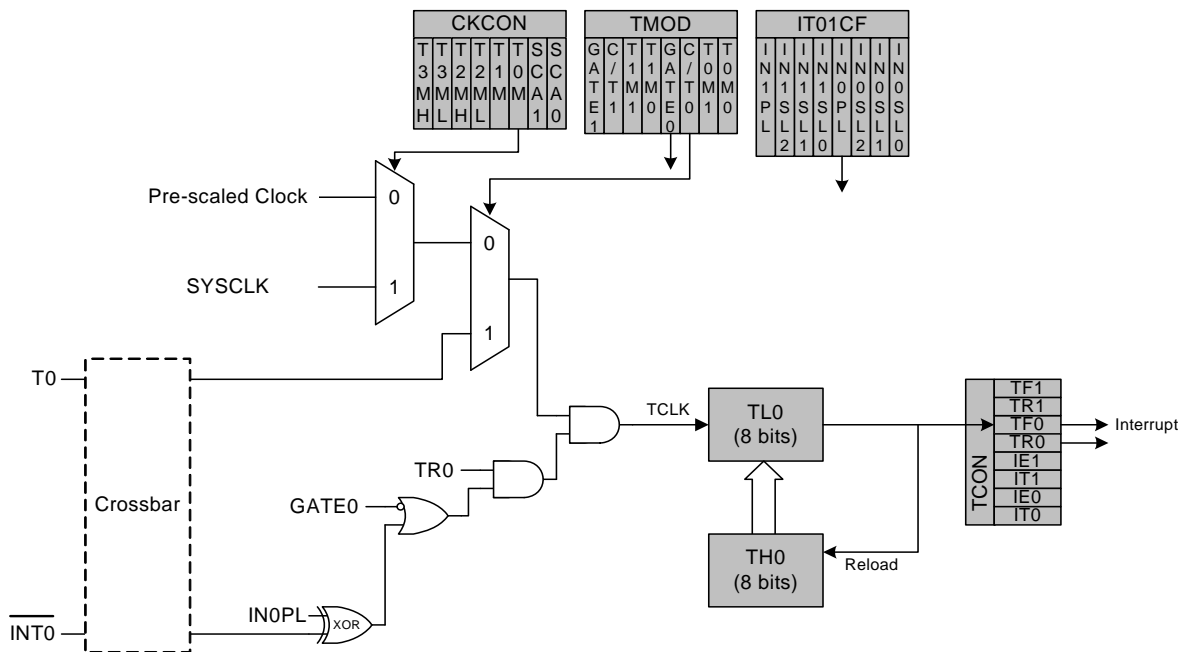 CKCON
T3MH
T3ML
T2MH
T2ML
T1M
T0M
SCA1
SCA0
TMOD
GATE1
C/T1
T1M1
T1M0
GATE0
C/T0
T0M1
T0M0
IT01CF
IN1PL
IN1SL2
IN1SL1
IN1SL0
IN0PL
IN0SL2
IN0SL1
IN0SL0
Pre-scaled Clock
0
SYSCLK
1
0
1
T0
Crossbar
INT0
GATE0
TR0
IN0PL
XOR
TCLK
TL0
(8 bits)
TH0
(8 bits)
Reload
TCON
TF1
TR1
TF0
TR0
IE1
IT1
IE0
IT0
Interrupt